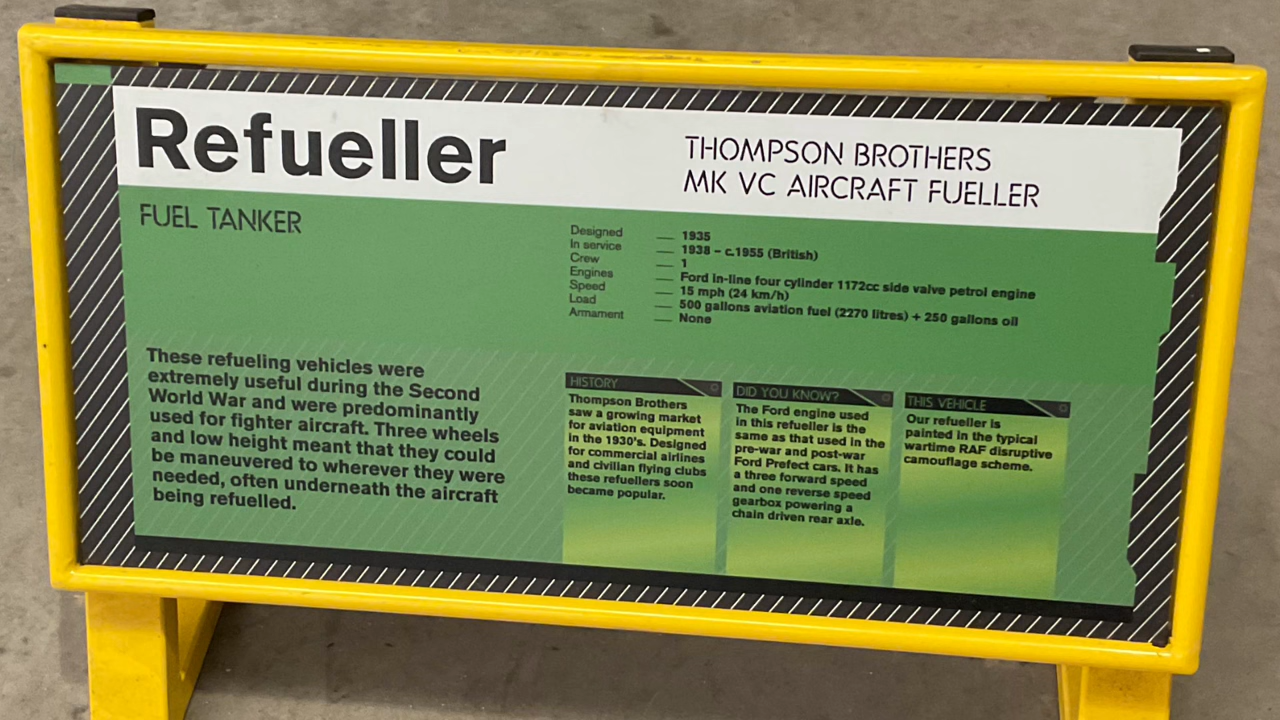 Refueller
THOMPSON BROTHERS
MK VC AIRCRAFT FUELLER
FUEL TANKER
Designed — 1935
In service — 1938 – c.1955 (British)
Crew — 1
Engines — Ford in-line four cylinder 1172cc side valve petrol engine
Speed — 15 mph (24 km/h)
Load — 500 gallons aviation fuel (2270 litres) + 250 gallons oil
Armament — None
These refueling vehicles were
extremely useful during the Second
World War and were predominantly
used for fighter aircraft. Three wheels
and low height meant that they could
be maneuvered to wherever they were
needed, often underneath the aircraft
being refuelled.
HISTORY
Thompson Brothers
saw a growing market
for aviation equipment
in the 1930's. Designed
for commercial airlines
and civilian flying clubs
these refuellers soon
became popular.
DID YOU KNOW?
The Ford engine used
in this refueller is the
same as that used in the
pre-war and post-war
Ford Prefect cars. It has
a three forward speed
and one reverse speed
gearbox powering a
chain driven rear axle.
THIS VEHICLE
Our refueller is
painted in the typical
wartime RAF disruptive
camouflage scheme.